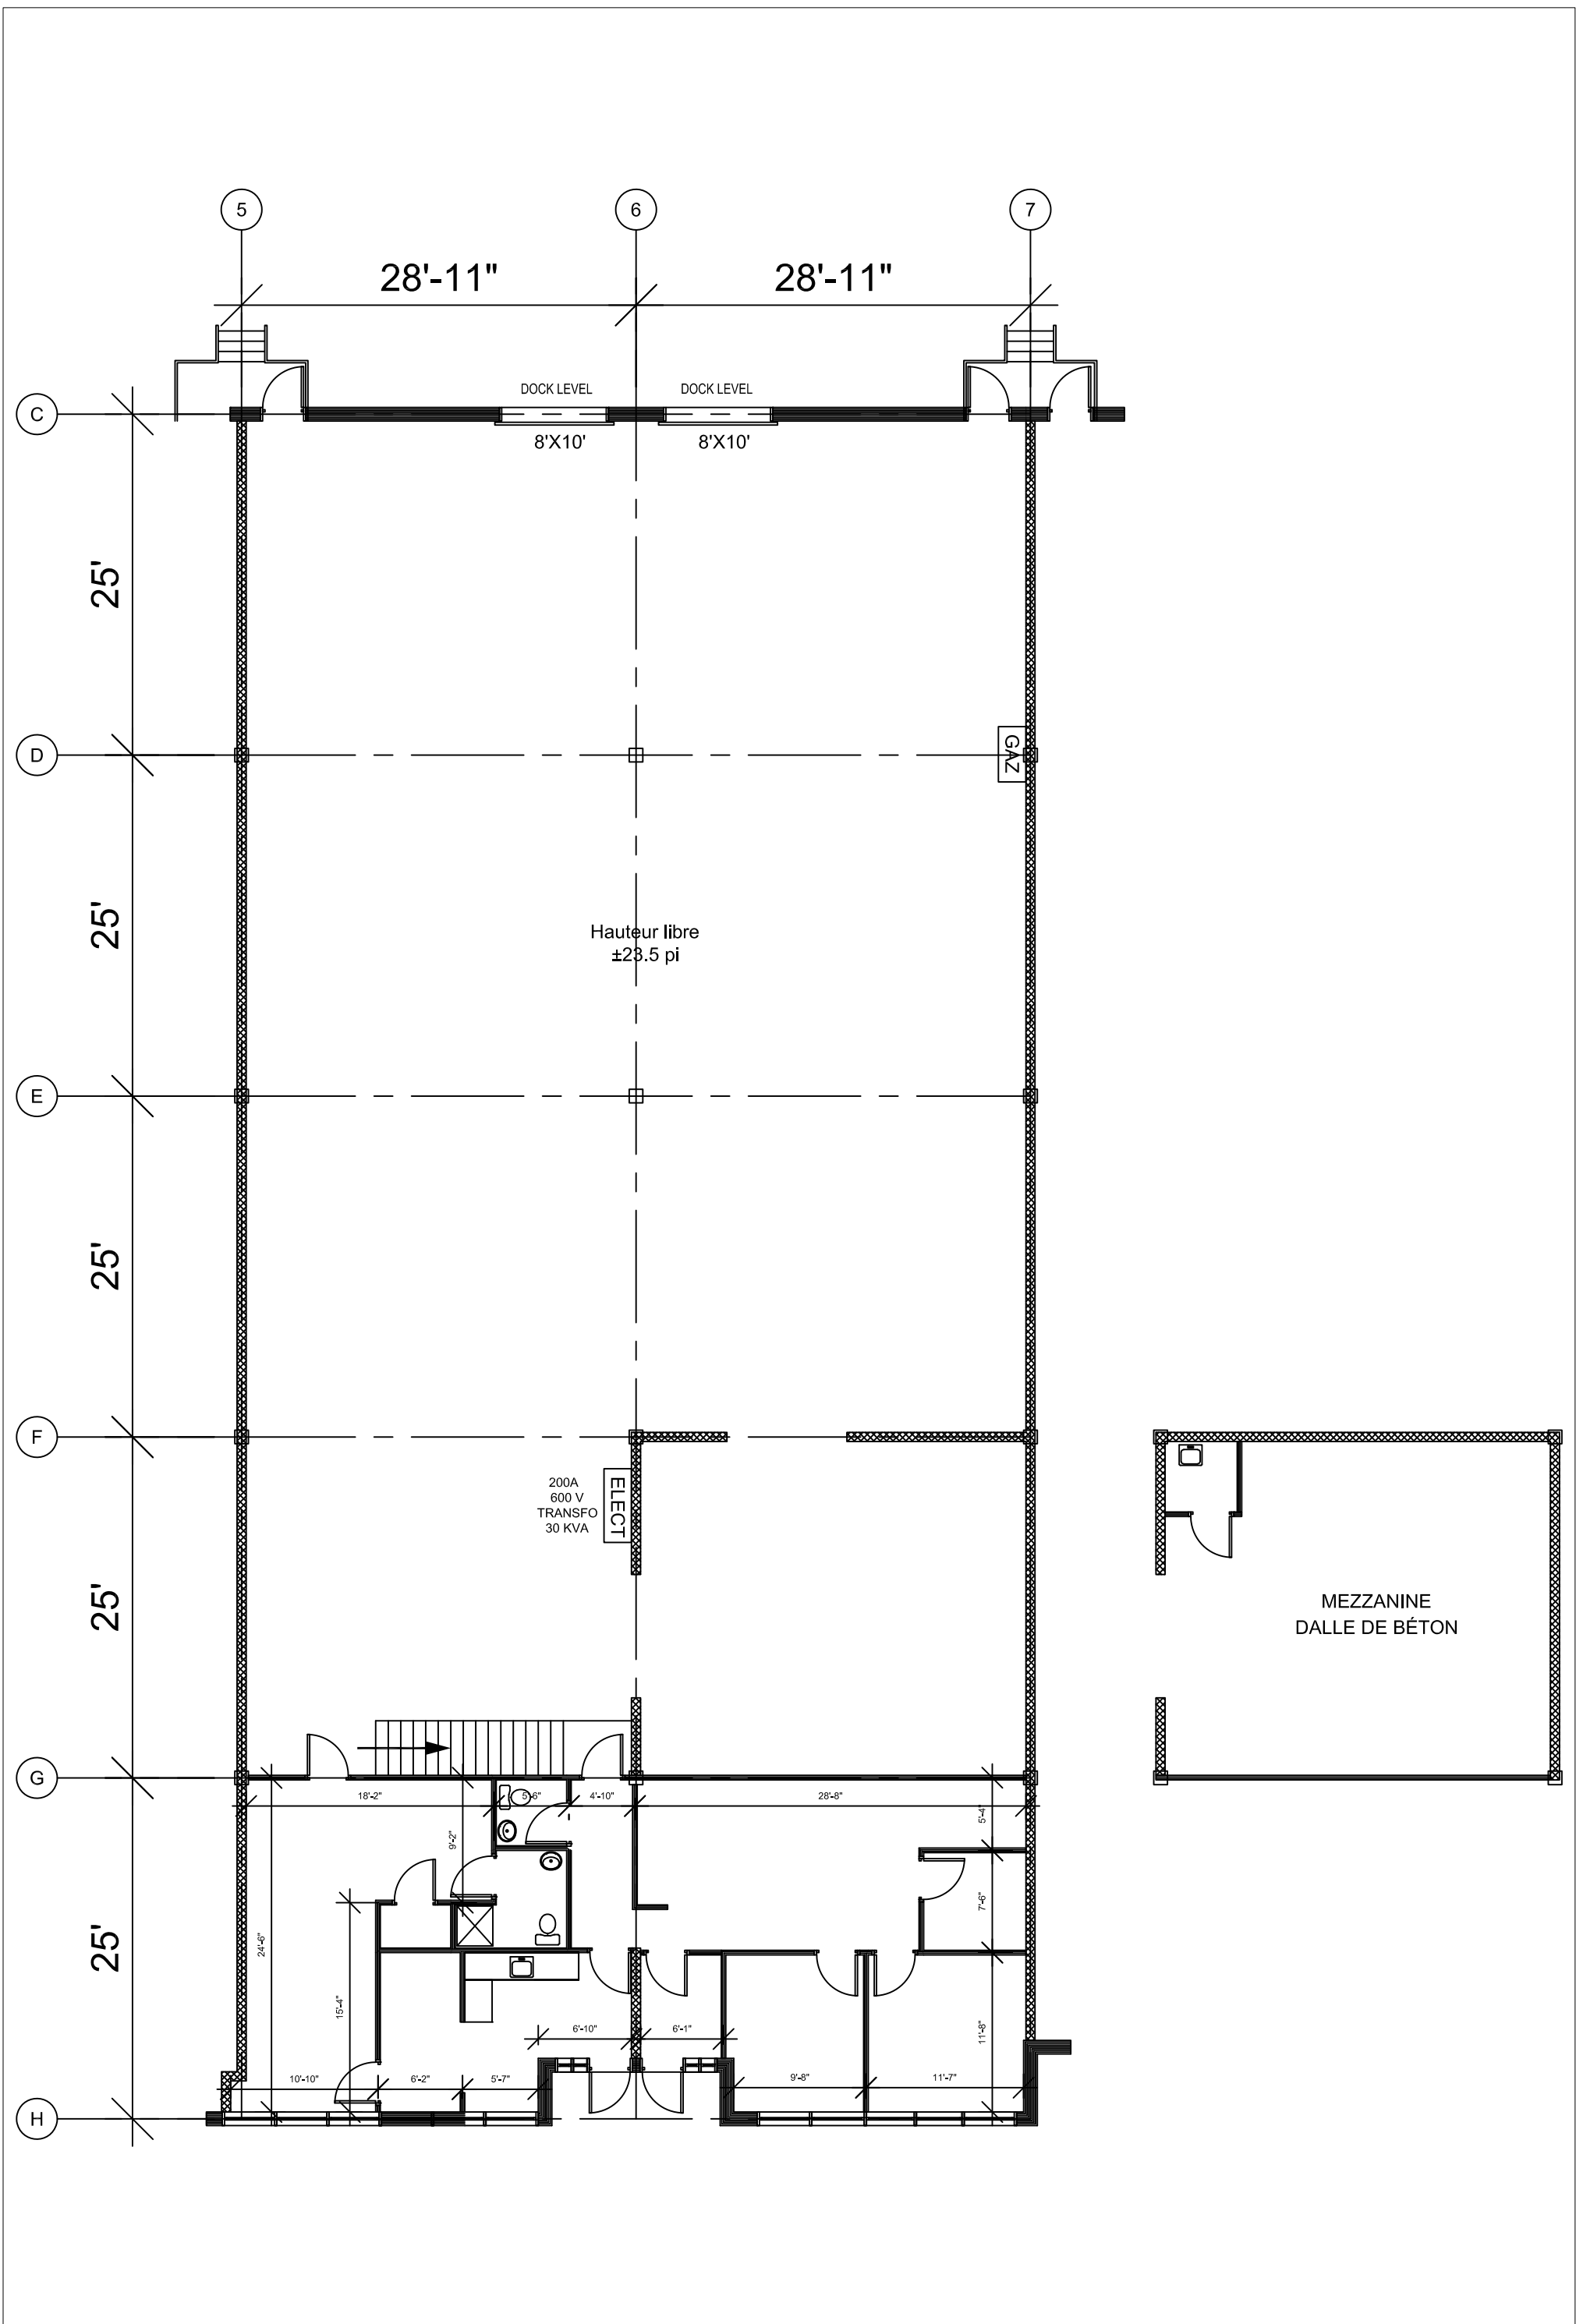 5
6
7
28'-11"
28'-11"
DOCK LEVEL
DOCK LEVEL
C
8'X10'
8'X10'
25'
D
GAZ
25'
Hauteur libre
±23.5 pi
E
25'
F
200A
600 V
TRANSFO
30 KVA
ELECT
25'
MEZZANINE
DALLE DE BÉTON
G
18'-2"
5'-6"
4'-10"
28'-8"
5'-4"
9'-2"
7'-6"
24'-6"
25'
15'-4"
6'-10"
6'-1"
11'-8"
10'-10"
6'-2"
5'-7"
9'-8"
11'-7"
H